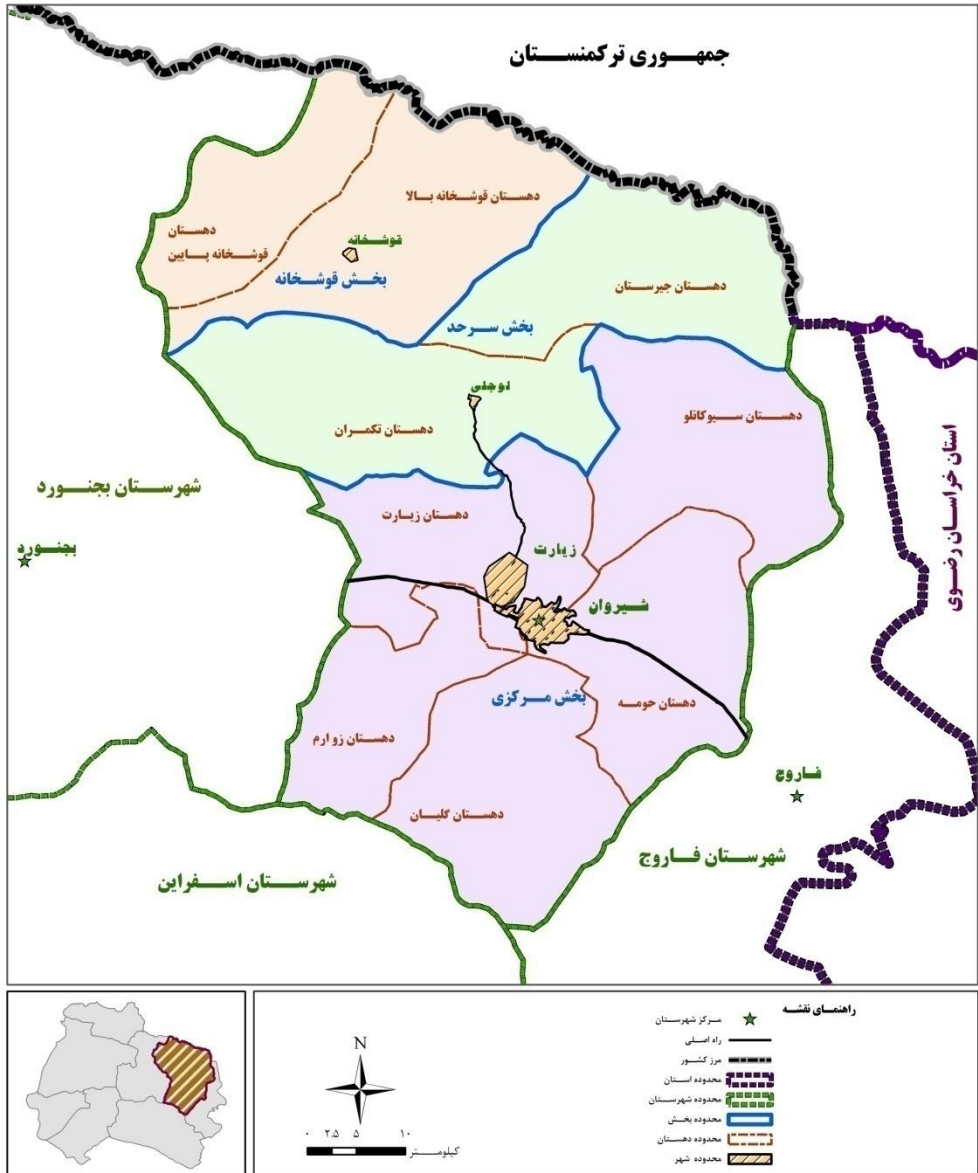 جمهوری ترکمنستان
دهستان قوشخانه بالا
دهستان
قوشخانه پایین
قوشخانه
بخش قوشخانه
دهستان جیرستان
بخش سرحد
لوجلی
دهستان تکمران
دهستان سیوکانلو
استان خراسان رضوی
شهرستان بجنورد
بجنورد
دهستان زیارت
زیارت
شیروان
بخش مرکزی
دهستان حومه
دهستان زوارم
دهستان گلیان
فاروج
شهرستان فاروج
شهرستان اسفراین
راهنمای نقشه
مرکز شهرستان
راه اصلی
مرز کشور
محدوده استان
محدوده شهرستان
محدوده بخش
محدوده دهستان
محدوده شهر
N
۰ ۲.۵ ۵ ۱۰
کیلومتر